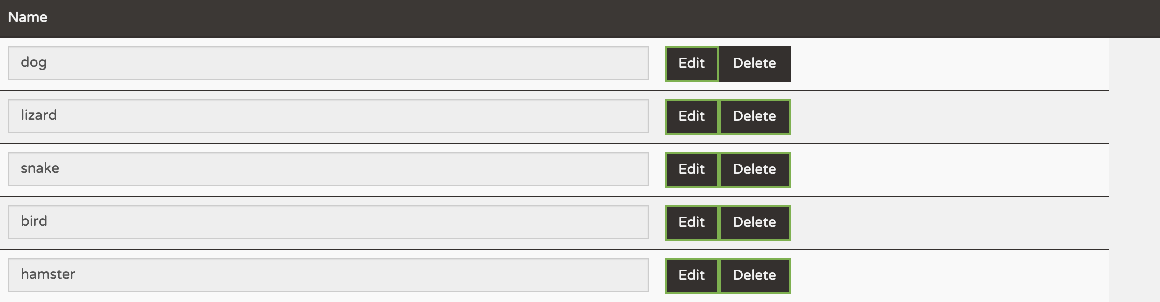 Name
dog Edit Delete
lizard Edit Delete
snake Edit Delete
bird Edit Delete
hamster Edit Delete